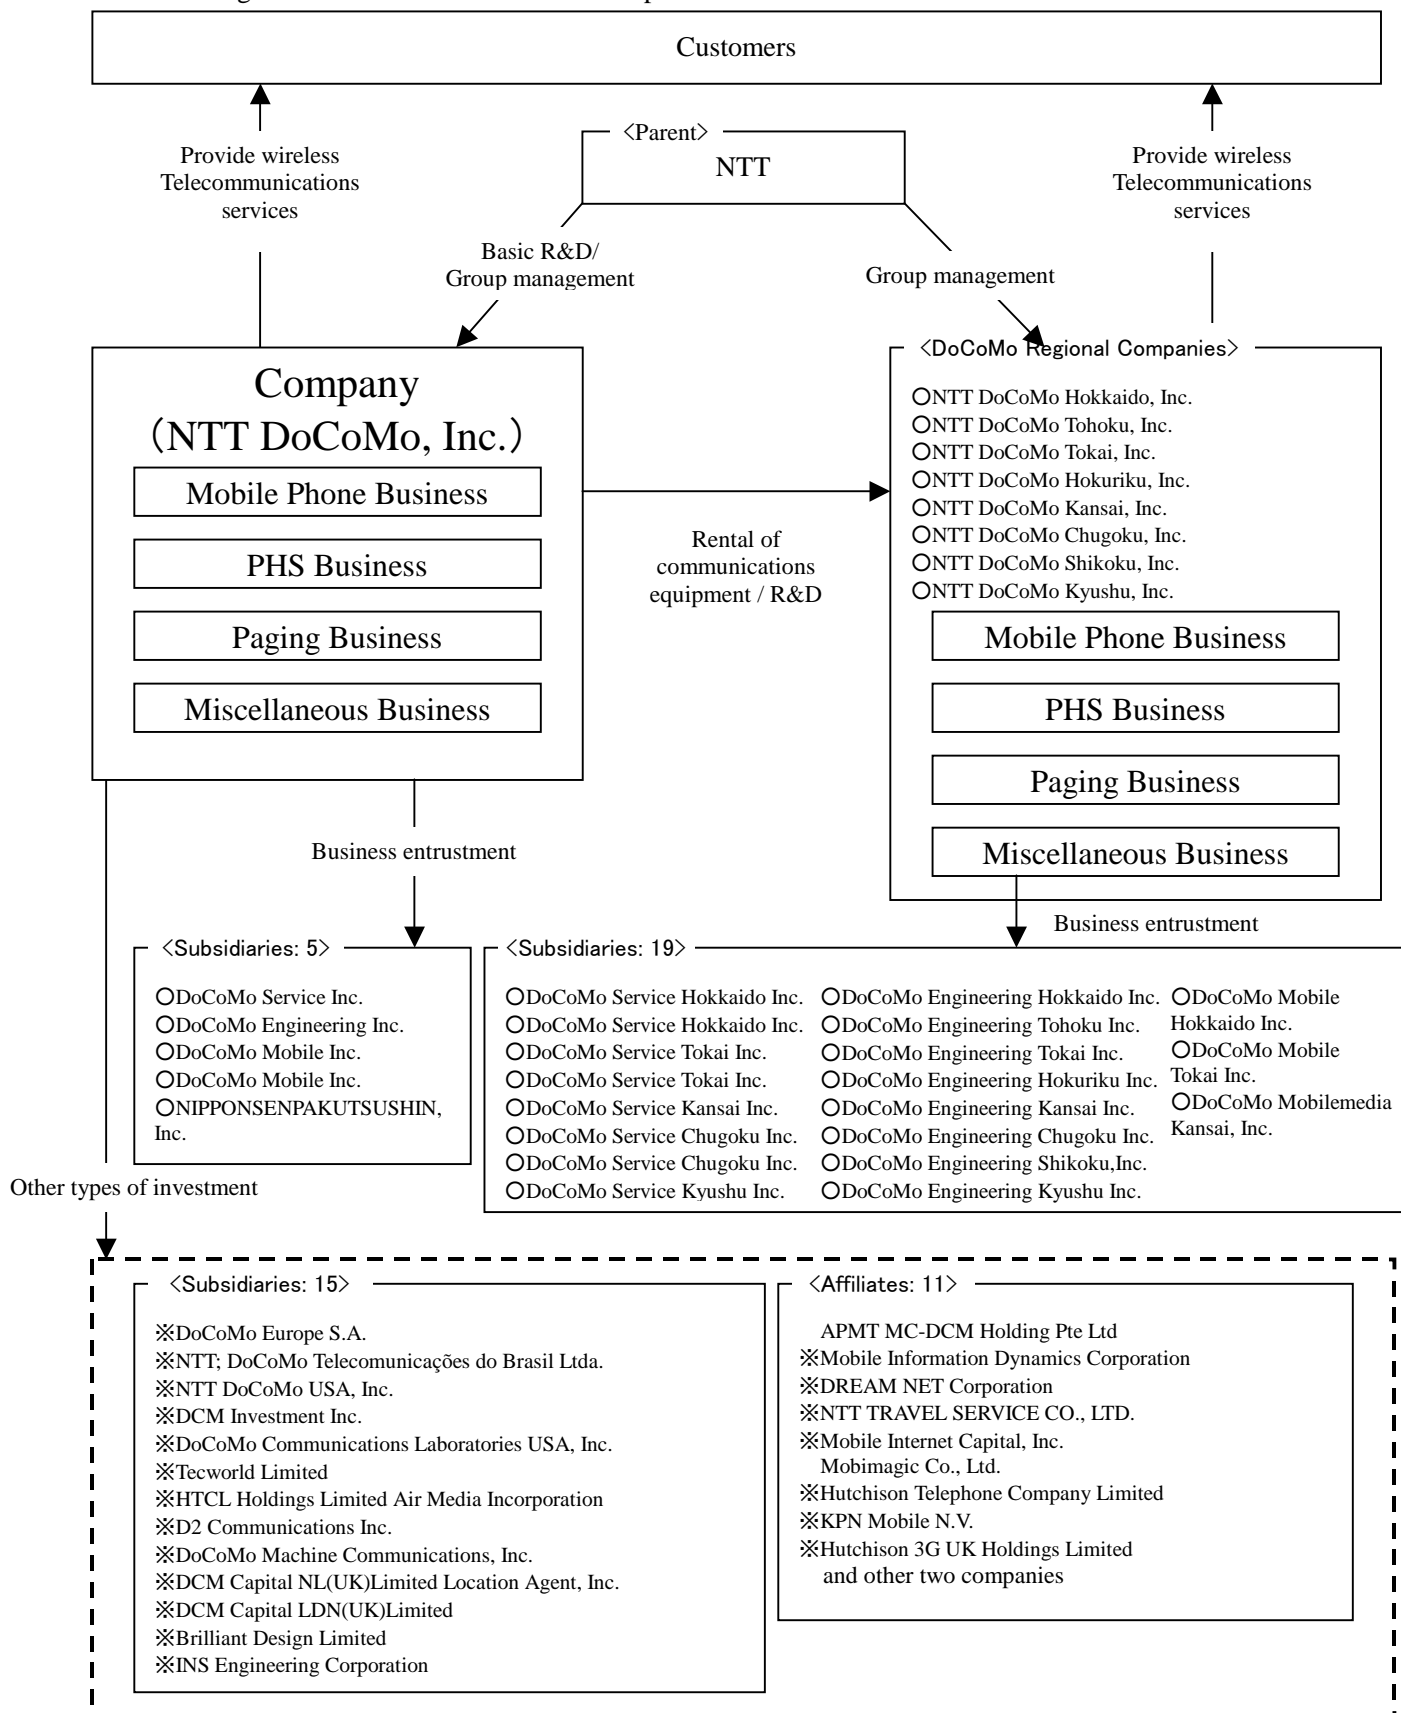 Customers
<Parent>
NTT
Provide wireless
Telecommunications
services
Provide wireless
Telecommunications
services
Basic R&D/
Group management
Group management
Company
（NTT DoCoMo, Inc.）
Mobile Phone Business
PHS Business
Paging Business
Miscellaneous Business
Rental of
communications
equipment / R&D
<DoCoMo Regional Companies>
○NTT DoCoMo Hokkaido, Inc.
○NTT DoCoMo Tohoku, Inc.
○NTT DoCoMo Tokai, Inc.
○NTT DoCoMo Hokuriku, Inc.
○NTT DoCoMo Kansai, Inc.
○NTT DoCoMo Chugoku, Inc.
○NTT DoCoMo Shikoku, Inc.
○NTT DoCoMo Kyushu, Inc.
Mobile Phone Business
PHS Business
Paging Business
Miscellaneous Business
Business entrustment
Business entrustment
<Subsidiaries: 5>
○DoCoMo Service Inc.
○DoCoMo Engineering Inc.
○DoCoMo Mobile Inc.
○DoCoMo Mobile Inc.
○NIPPONSENPAKUTSUSHIN,
Inc.
<Subsidiaries: 19>
○DoCoMo Service Hokkaido Inc.
○DoCoMo Service Hokkaido Inc.
○DoCoMo Service Tokai Inc.
○DoCoMo Service Tokai Inc.
○DoCoMo Service Kansai Inc.
○DoCoMo Service Chugoku Inc.
○DoCoMo Service Chugoku Inc.
○DoCoMo Service Kyushu Inc.
○DoCoMo Engineering Hokkaido Inc.
○DoCoMo Engineering Tohoku Inc.
○DoCoMo Engineering Tokai Inc.
○DoCoMo Engineering Hokuriku Inc.
○DoCoMo Engineering Kansai Inc.
○DoCoMo Engineering Chugoku Inc.
○DoCoMo Engineering Shikoku,Inc.
○DoCoMo Engineering Kyushu Inc.
○DoCoMo Mobile
Hokkaido Inc.
○DoCoMo Mobile
Tokai Inc.
○DoCoMo Mobilemedia
Kansai, Inc.
Other types of investment
<Subsidiaries: 15>
※DoCoMo Europe S.A.
※NTT; DoCoMo Telecomunicações do Brasil Ltda.
※NTT DoCoMo USA, Inc.
※DCM Investment Inc.
※DoCoMo Communications Laboratories USA, Inc.
※Tecworld Limited
※HTCL Holdings Limited Air Media Incorporation
※D2 Communications Inc.
※DoCoMo Machine Communications, Inc.
※DCM Capital NL(UK)Limited Location Agent, Inc.
※DCM Capital LDN(UK)Limited
※Brilliant Design Limited
※INS Engineering Corporation
<Affiliates: 11>
APMT MC-DCM Holding Pte Ltd
※Mobile Information Dynamics Corporation
※DREAM NET Corporation
※NTT TRAVEL SERVICE CO., LTD.
※Mobile Internet Capital, Inc.
Mobimagic Co., Ltd.
※Hutchison Telephone Company Limited
※KPN Mobile N.V.
※Hutchison 3G UK Holdings Limited
and other two companies